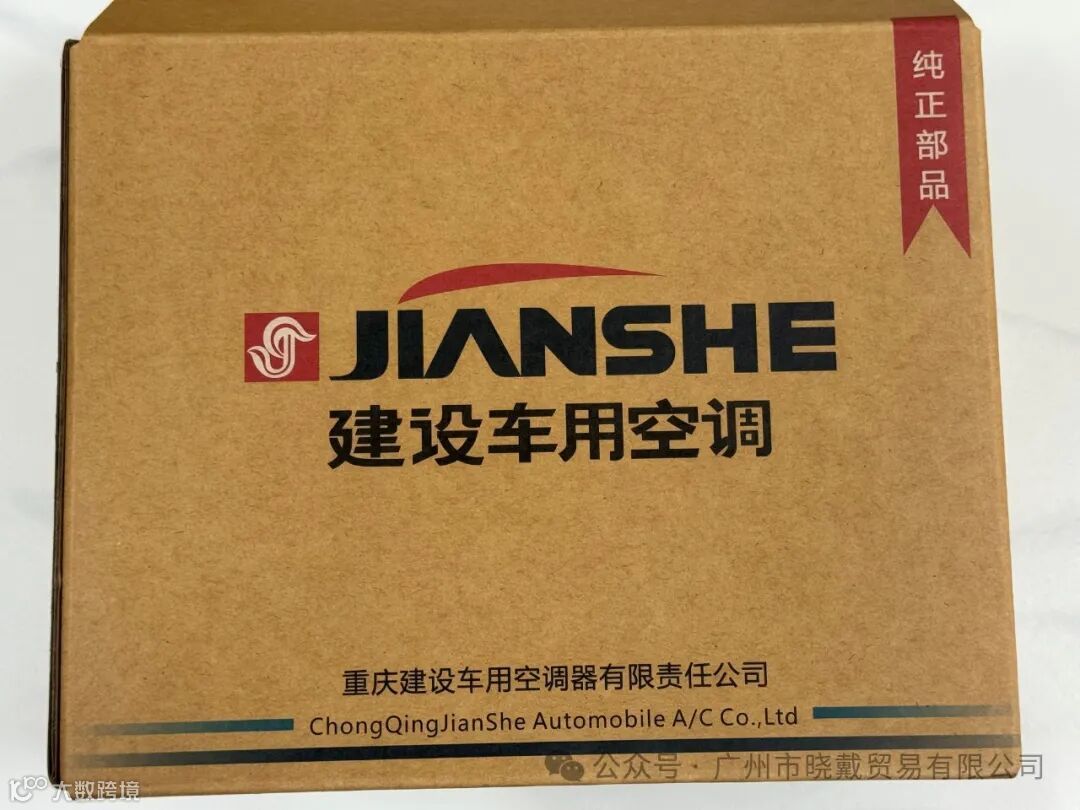 纯正部品
JIANSHE
建设车用空调
重庆建设车用空调器有限责任公司
ChongQingJianShe Automobile A/C Co.,Ltd
公众号·广州市晓戴贸易有限公司
大数跨境